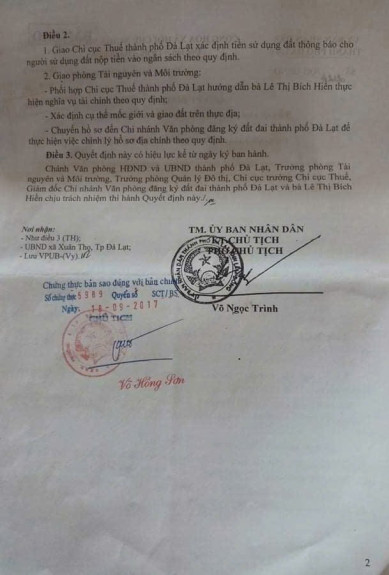 Điều 2.
1. Giao Chi cục Thuế thành phố Đà Lạt xác định tiền sử dụng đất thông báo cho
người sử dụng đất nộp tiền vào ngân sách theo quy định.
2. Giao phòng Tài nguyên và Môi trường:
- Phối hợp Chi cục Thuế thành phố Đà Lạt hướng dẫn bà Lê Thị Bích Hiền thực
hiện nghĩa vụ tài chính theo quy định;
- Xác định cụ thể mốc giới và giao đất trên thực địa;
- Chuyển hồ sơ đến Chi nhánh Văn phòng đăng ký đất đai thành phố Đà Lạt để
thực hiện việc chỉnh lý hồ sơ địa chính theo quy định.
Điều 3. Quyết định này có hiệu lực kể từ ngày ký ban hành.
Chánh Văn phòng HĐND và UBND thành phố Đà Lạt, Trưởng phòng Tài
nguyên và Môi trường, Trưởng phòng Quản lý Đô thị, Chi cục trưởng Chi cục Thuế,
Giám đốc Chi nhánh Văn phòng đăng ký đất đai thành phố Đà Lạt và bà Lê Thị Bích
Hiền chịu trách nhiệm thi hành Quyết định này./
Nơi nhận:
- Như điều 3 (TH);
- UBND xã Xuân Thọ, Tp Đà Lạt;
- Lưu VPUB-(Vy).
TM. ỦY BAN NHÂN DÂN
KT. CHỦ TỊCH
PHÓ CHỦ TỊCH
Võ Ngọc Trình
Chứng thực bản sao đúng với bản chính
Số chứng thực 5989 Quyển số SCT/BS
Ngày: 18-09-2017
PHÓ CHỦ TỊCH
Võ Hồng Sơn
2